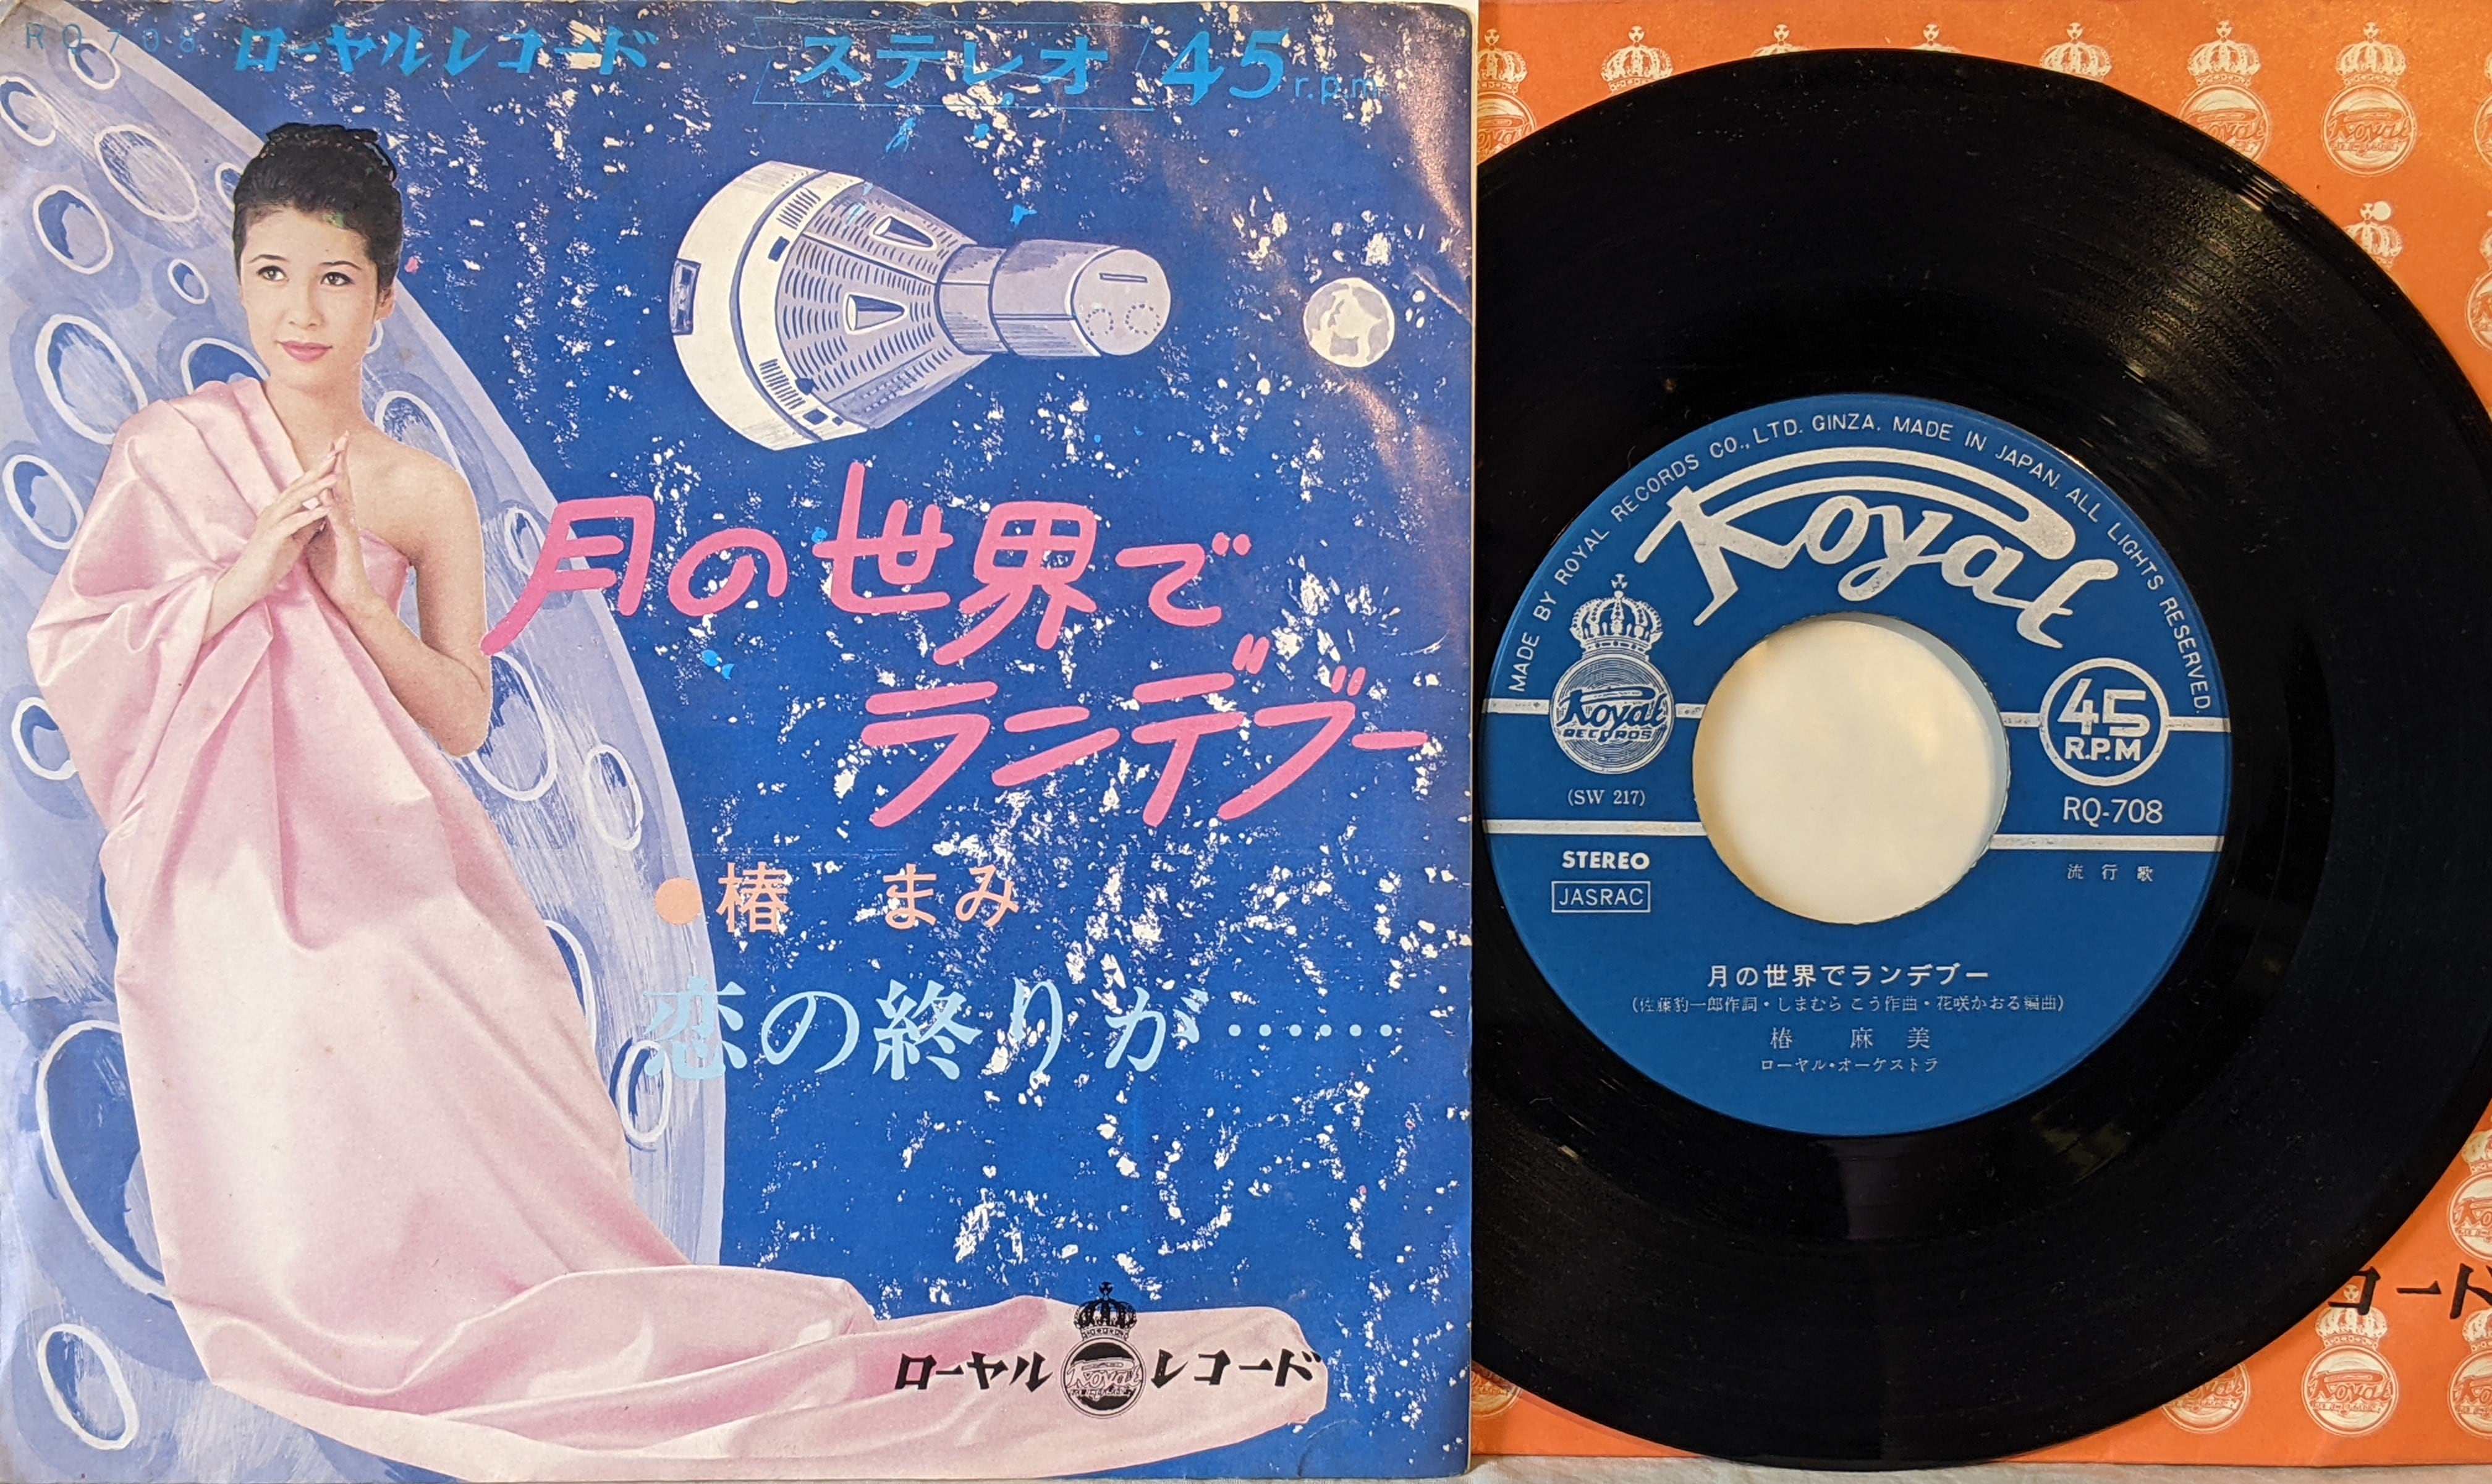 RQ708 ローヤルレコード ステレオ 45 r.p.m
月の世界で
ランデブー
●椿 まみ
恋の終りが……
ローヤル Royal レコード
MADE BY ROYAL RECORDS CO.,LTD. GINZA. MADE IN JAPAN. ALL LIGHTS RESERVED.
Royal
Royal
RECORDS
45
R.P.M
(SW 217)
RQ-708
STEREO
流行歌
JASRAC
月の世界でランデブー
(佐藤豹一郎作詞・しまむら こう作曲・花咲かおる編曲)
椿 麻美
ローヤル・オーケストラ
Royal
Royal
コード
Royal
Royal